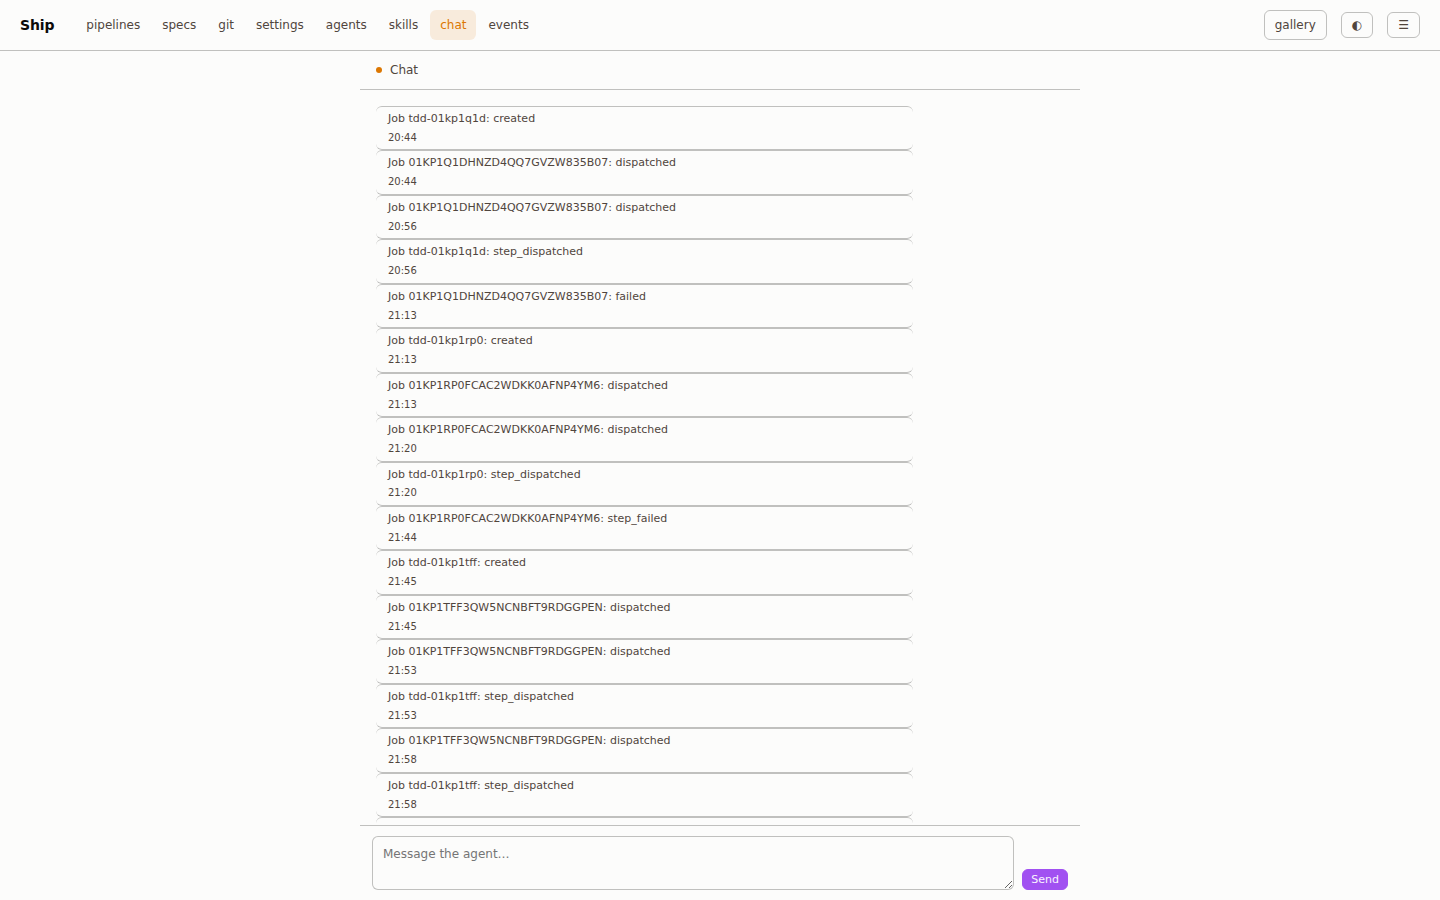 Ship pipelines specs git settings agents skills chat events gallery ◐ ☰
Chat
Job tdd-01kp1q1d: created
20:44
Job 01KP1Q1DHNZD4QQ7GVZW835B07: dispatched
20:44
Job 01KP1Q1DHNZD4QQ7GVZW835B07: dispatched
20:56
Job tdd-01kp1q1d: step_dispatched
20:56
Job 01KP1Q1DHNZD4QQ7GVZW835B07: failed
21:13
Job tdd-01kp1rp0: created
21:13
Job 01KP1RP0FCAC2WDKK0AFNP4YM6: dispatched
21:13
Job 01KP1RP0FCAC2WDKK0AFNP4YM6: dispatched
21:20
Job tdd-01kp1rp0: step_dispatched
21:20
Job 01KP1RP0FCAC2WDKK0AFNP4YM6: step_failed
21:44
Job tdd-01kp1tff: created
21:45
Job 01KP1TFF3QW5NCNBFT9RDGGPEN: dispatched
21:45
Job 01KP1TFF3QW5NCNBFT9RDGGPEN: dispatched
21:53
Job tdd-01kp1tff: step_dispatched
21:53
Job 01KP1TFF3QW5NCNBFT9RDGGPEN: dispatched
21:58
Job tdd-01kp1tff: step_dispatched
21:58
Message the agent...
Send